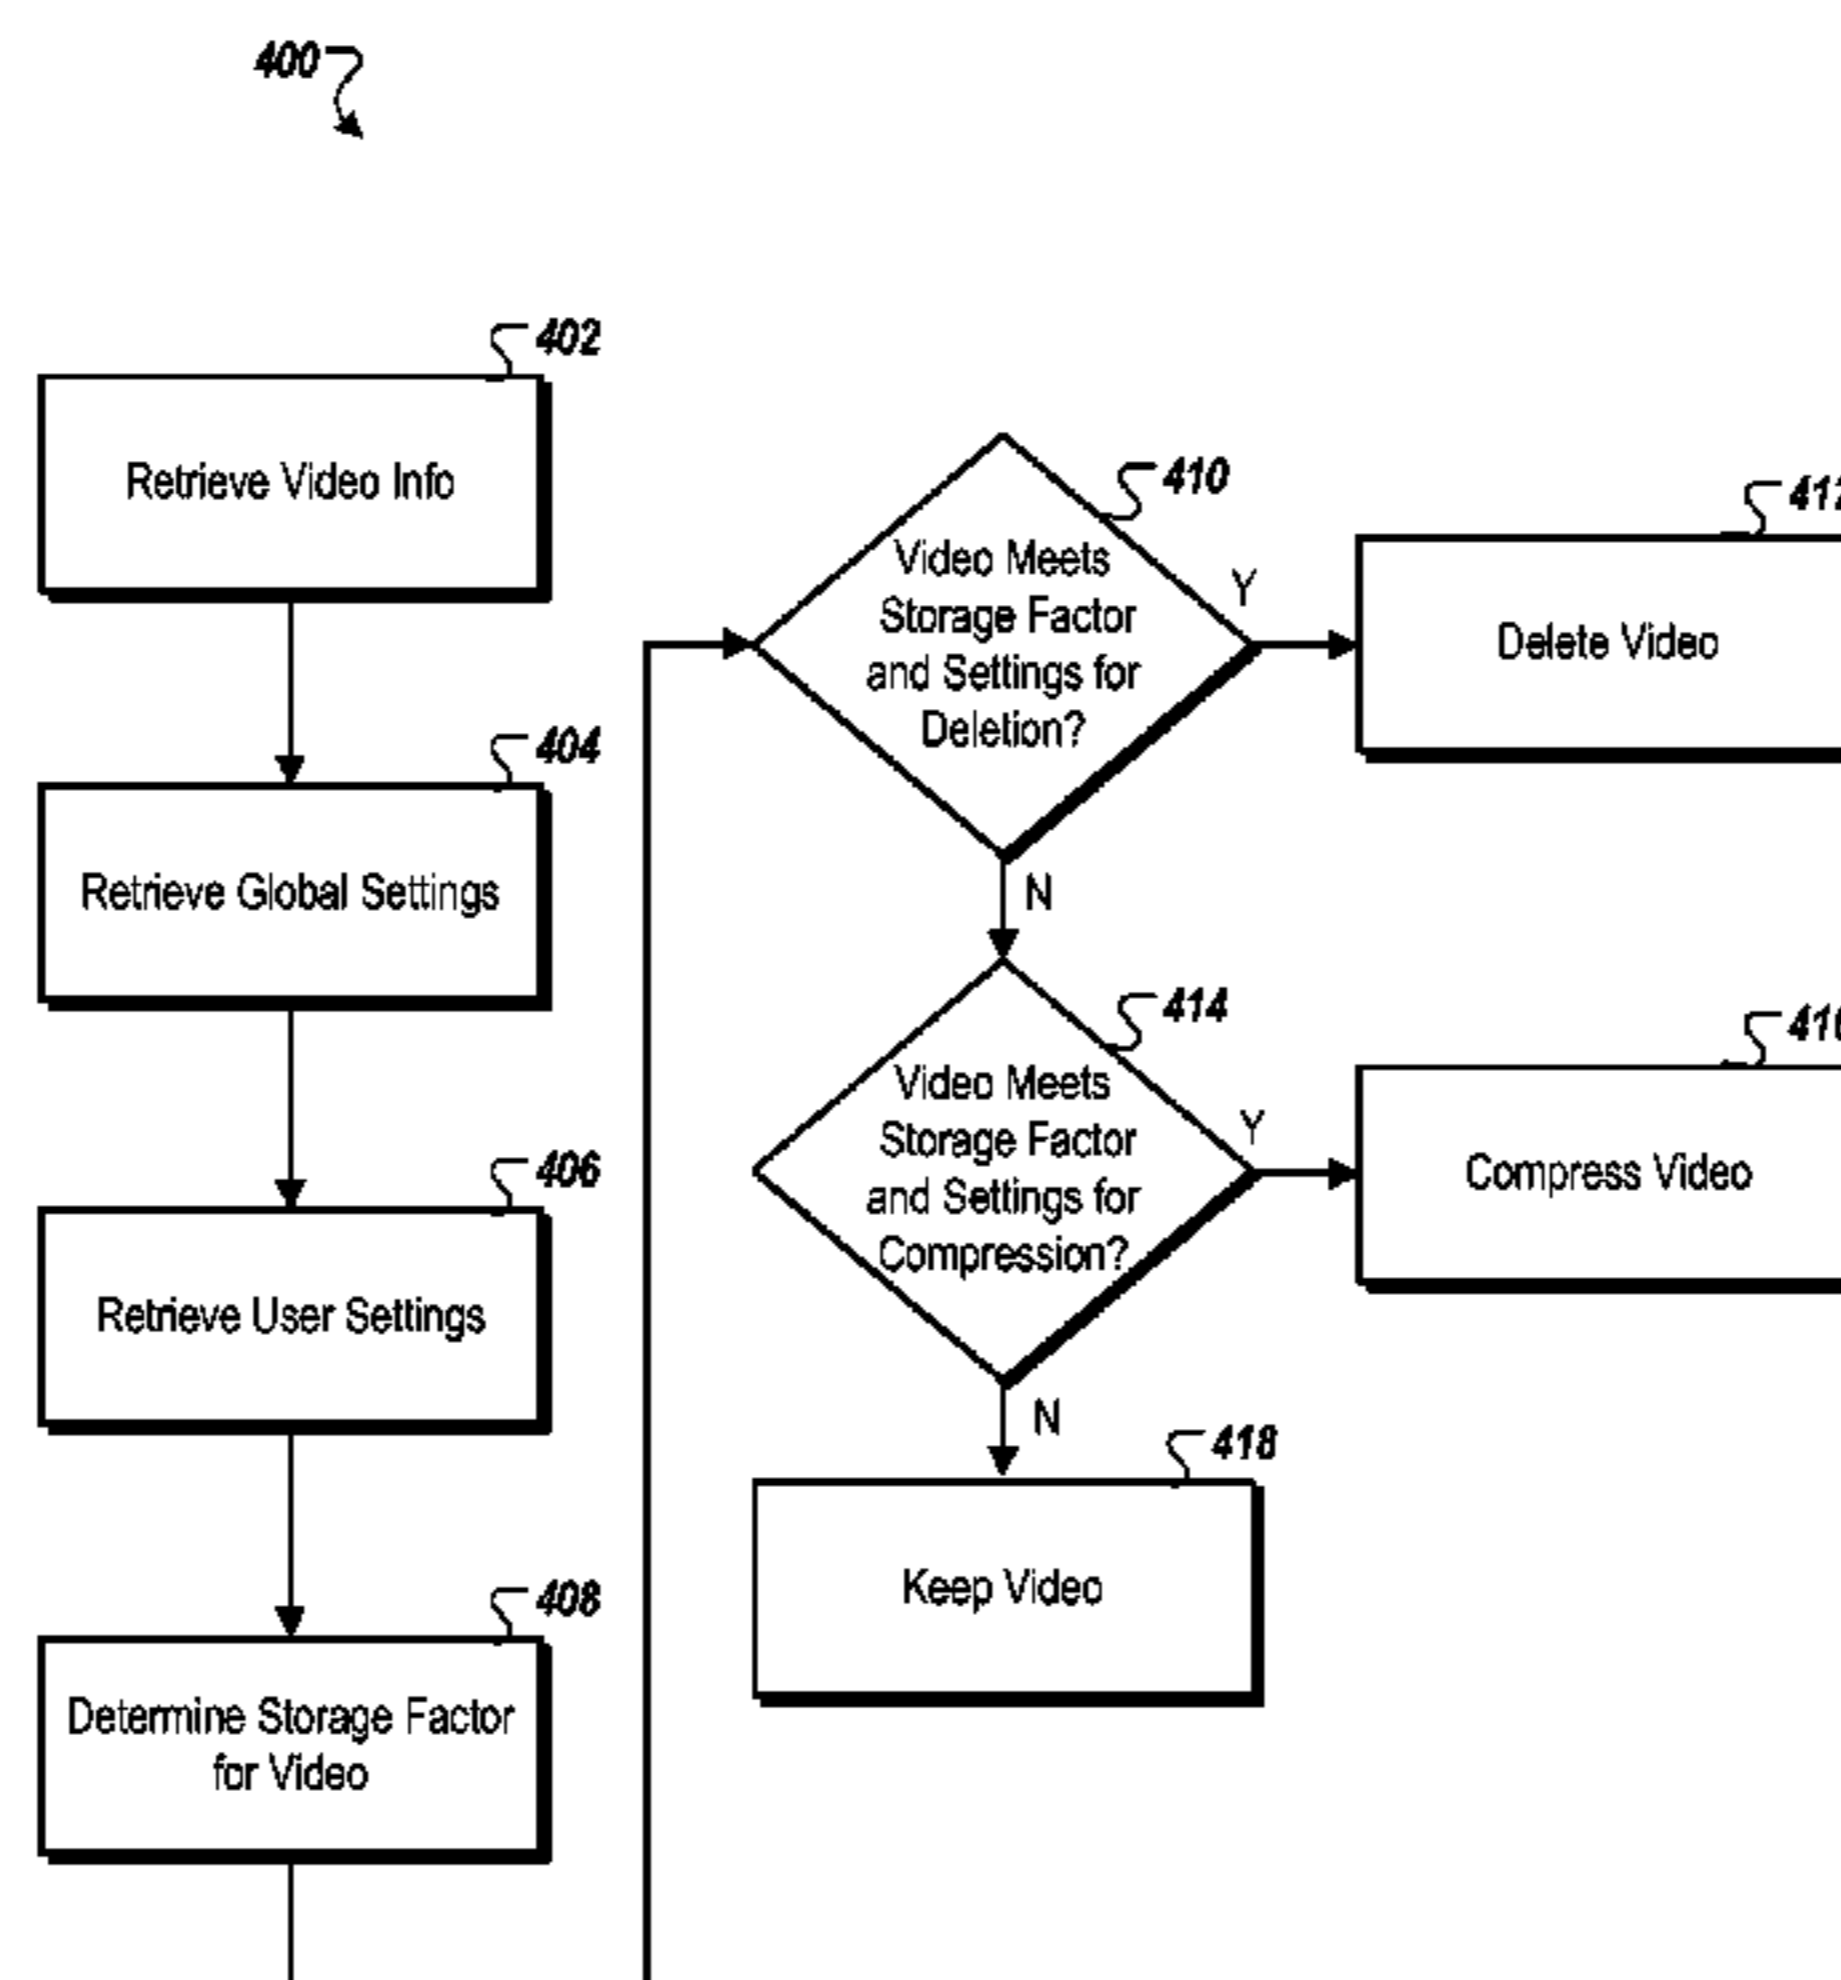 400
402
Retrieve Video Info
404
Retrieve Global Settings
406
Retrieve User Settings
408
Determine Storage Factor
for Video
410
Video Meets
Storage Factor
and Settings for
Deletion?
Y
N
Delete Video
414
Video Meets
Storage Factor
and Settings for
Compression?
Y
N
Compress Video
418
Keep Video